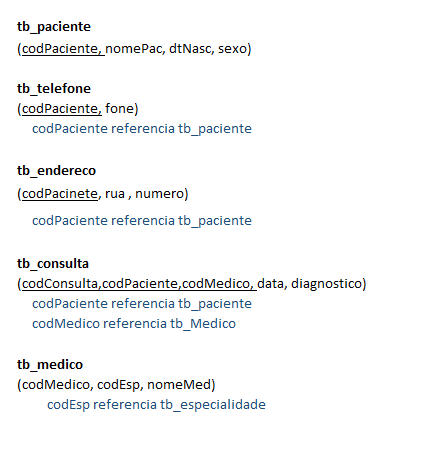 tb_paciente
(codPaciente, nomePac, dtNasc, sexo)
tb_telefone
(codPaciente, fone)
codPaciente referencia tb_paciente
tb_endereco
(codPacinete, rua , numero)
codPaciente referencia tb_paciente
tb_consulta
(codConsulta,codPaciente,codMedico, data, diagnostico)
codPaciente referencia tb_paciente
codMedico referencia tb_Medico
tb_medico
(codMedico, codEsp, nomeMed)
codEsp referencia tb_especialidade